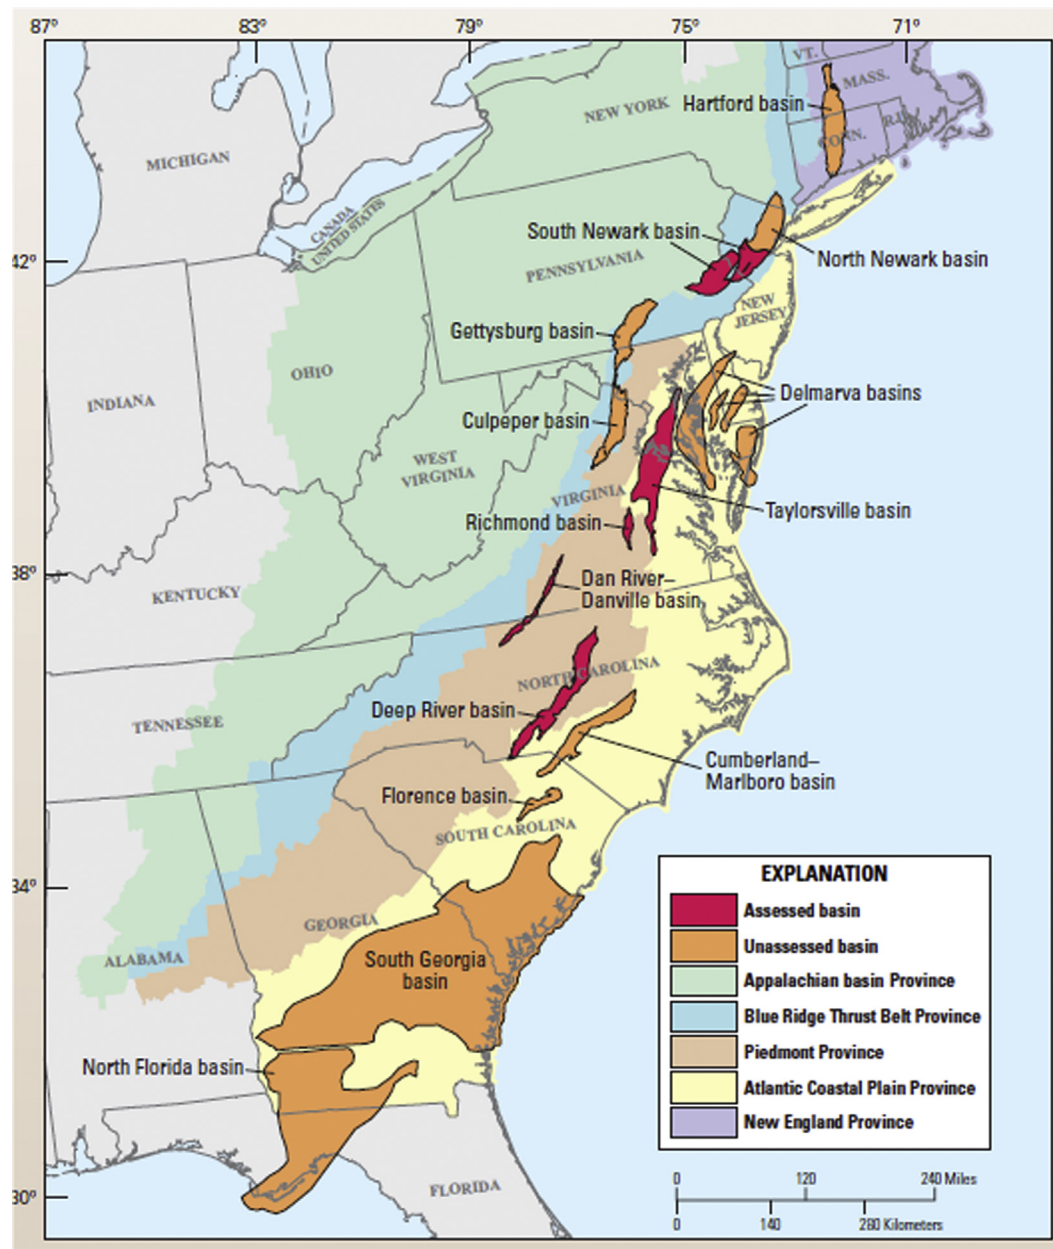 87°
83°
79°
75°
71°
VT.
MASS.
NEW YORK
Hartford basin
R.I.
CONN.
MICHIGAN
CANADA
UNITED STATES
South Newark basin
PENNSYLVANIA
North Newark basin
42°
NEW
JERSEY
Gettysburg basin
OHIO
INDIANA
Delmarva basins
Culpeper basin
WEST
VIRGINIA
VIRGINIA
Taylorsville basin
Richmond basin
38°
Dan River–
Danville basin
KENTUCKY
NORTH CAROLINA
Deep River basin
TENNESSEE
Cumberland–
Marlboro basin
Florence basin
SOUTH CAROLINA
34°
GEORGIA
ALABAMA
South Georgia
basin
North Florida basin
30°
FLORIDA
EXPLANATION
Assessed basin
Unassessed basin
Appalachian basin Province
Blue Ridge Thrust Belt Province
Piedmont Province
Atlantic Coastal Plain Province
New England Province
0 120 240 Miles
0 140 280 Kilometers